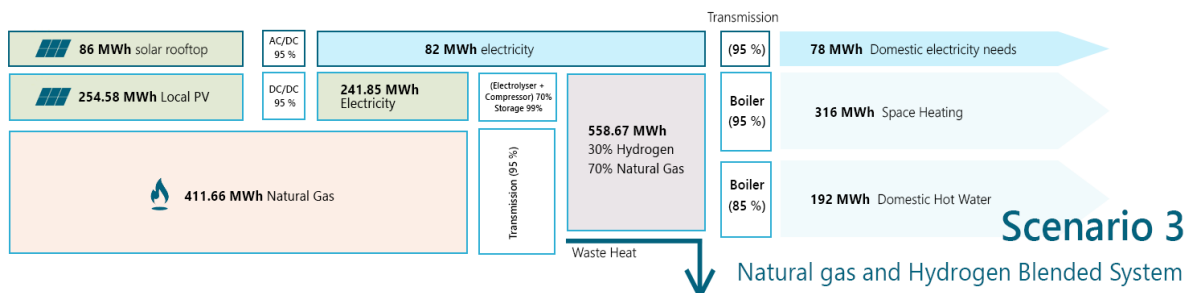 Transmission
86 MWh solar rooftop
AC/DC
95 %
82 MWh electricity
(95 %)
78 MWh Domestic electricity needs
254.58 MWh Local PV
DC/DC
95 %
241.85 MWh
Electricity
(Electrolyser +
Compressor) 70%
Storage 99%
558.67 MWh
30% Hydrogen
70% Natural Gas
Boiler
(95 %)
316 MWh Space Heating
411.66 MWh Natural Gas
Transmission (95 %)
Boiler
(85 %)
192 MWh Domestic Hot Water
Waste Heat
Scenario 3
Natural gas and Hydrogen Blended System